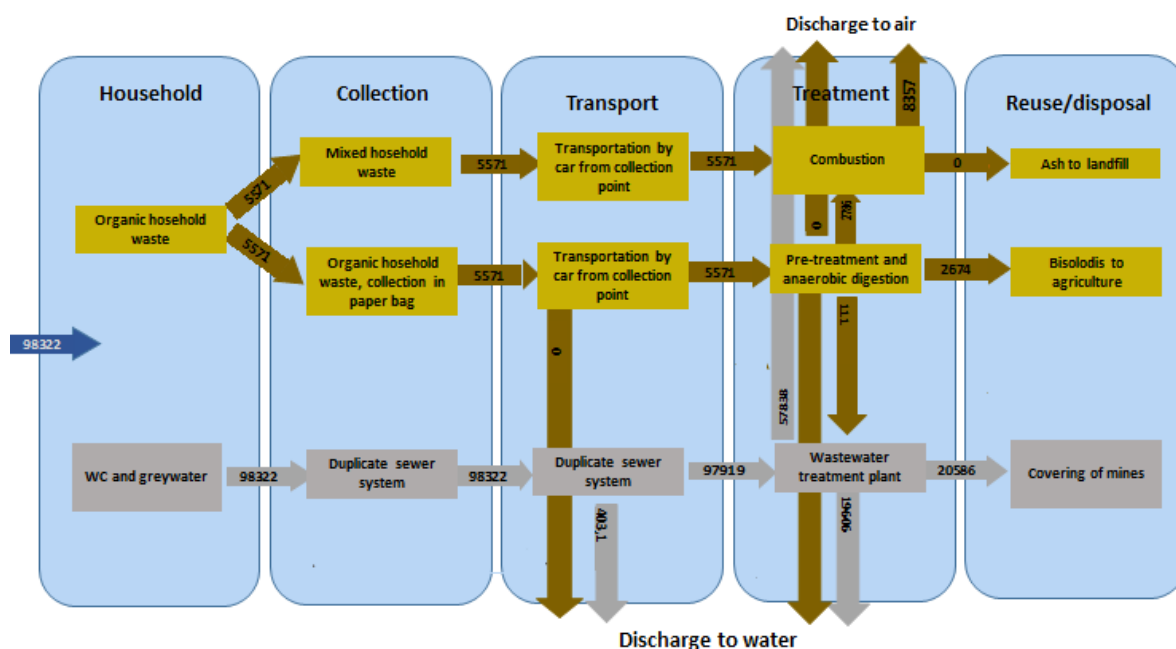 Discharge to air
Household
Collection
Transport
Treatment
Reuse/disposal
8357
Mixed hosehold
waste
5571
Transportation by
car from collection
point
5571
Combustion
0
Ash to landfill
5571
Organic hosehold
waste
5571
2786
0
Organic hosehold
waste, collection in
paper bag
5571
Transportation by
car from collection
point
5571
Pre-treatment and
anaerobic digestion
2674
Bisolodis to
agriculture
111
98322
0
57838
WC and greywater
98322
Duplicate sewer
system
98322
Duplicate sewer
system
97919
Wastewater
treatment plant
20586
Covering of mines
403,1
19606
Discharge to water